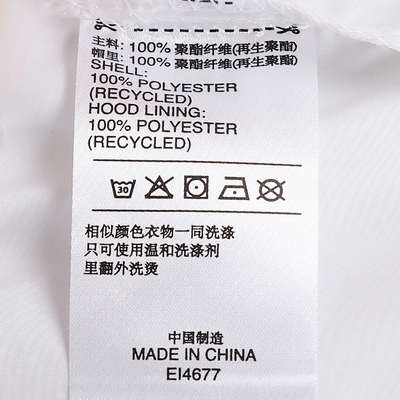 主料: 100% 聚酯纤维(再生聚酯)
帽里: 100% 聚酯纤维(再生聚酯)
SHELL:
100% POLYESTER
(RECYCLED)
HOOD LINING:
100% POLYESTER
(RECYCLED)
30
相似颜色衣物一同洗涤
只可使用温和洗涤剂
里翻外洗烫
中国制造
MADE IN CHINA
EI4677